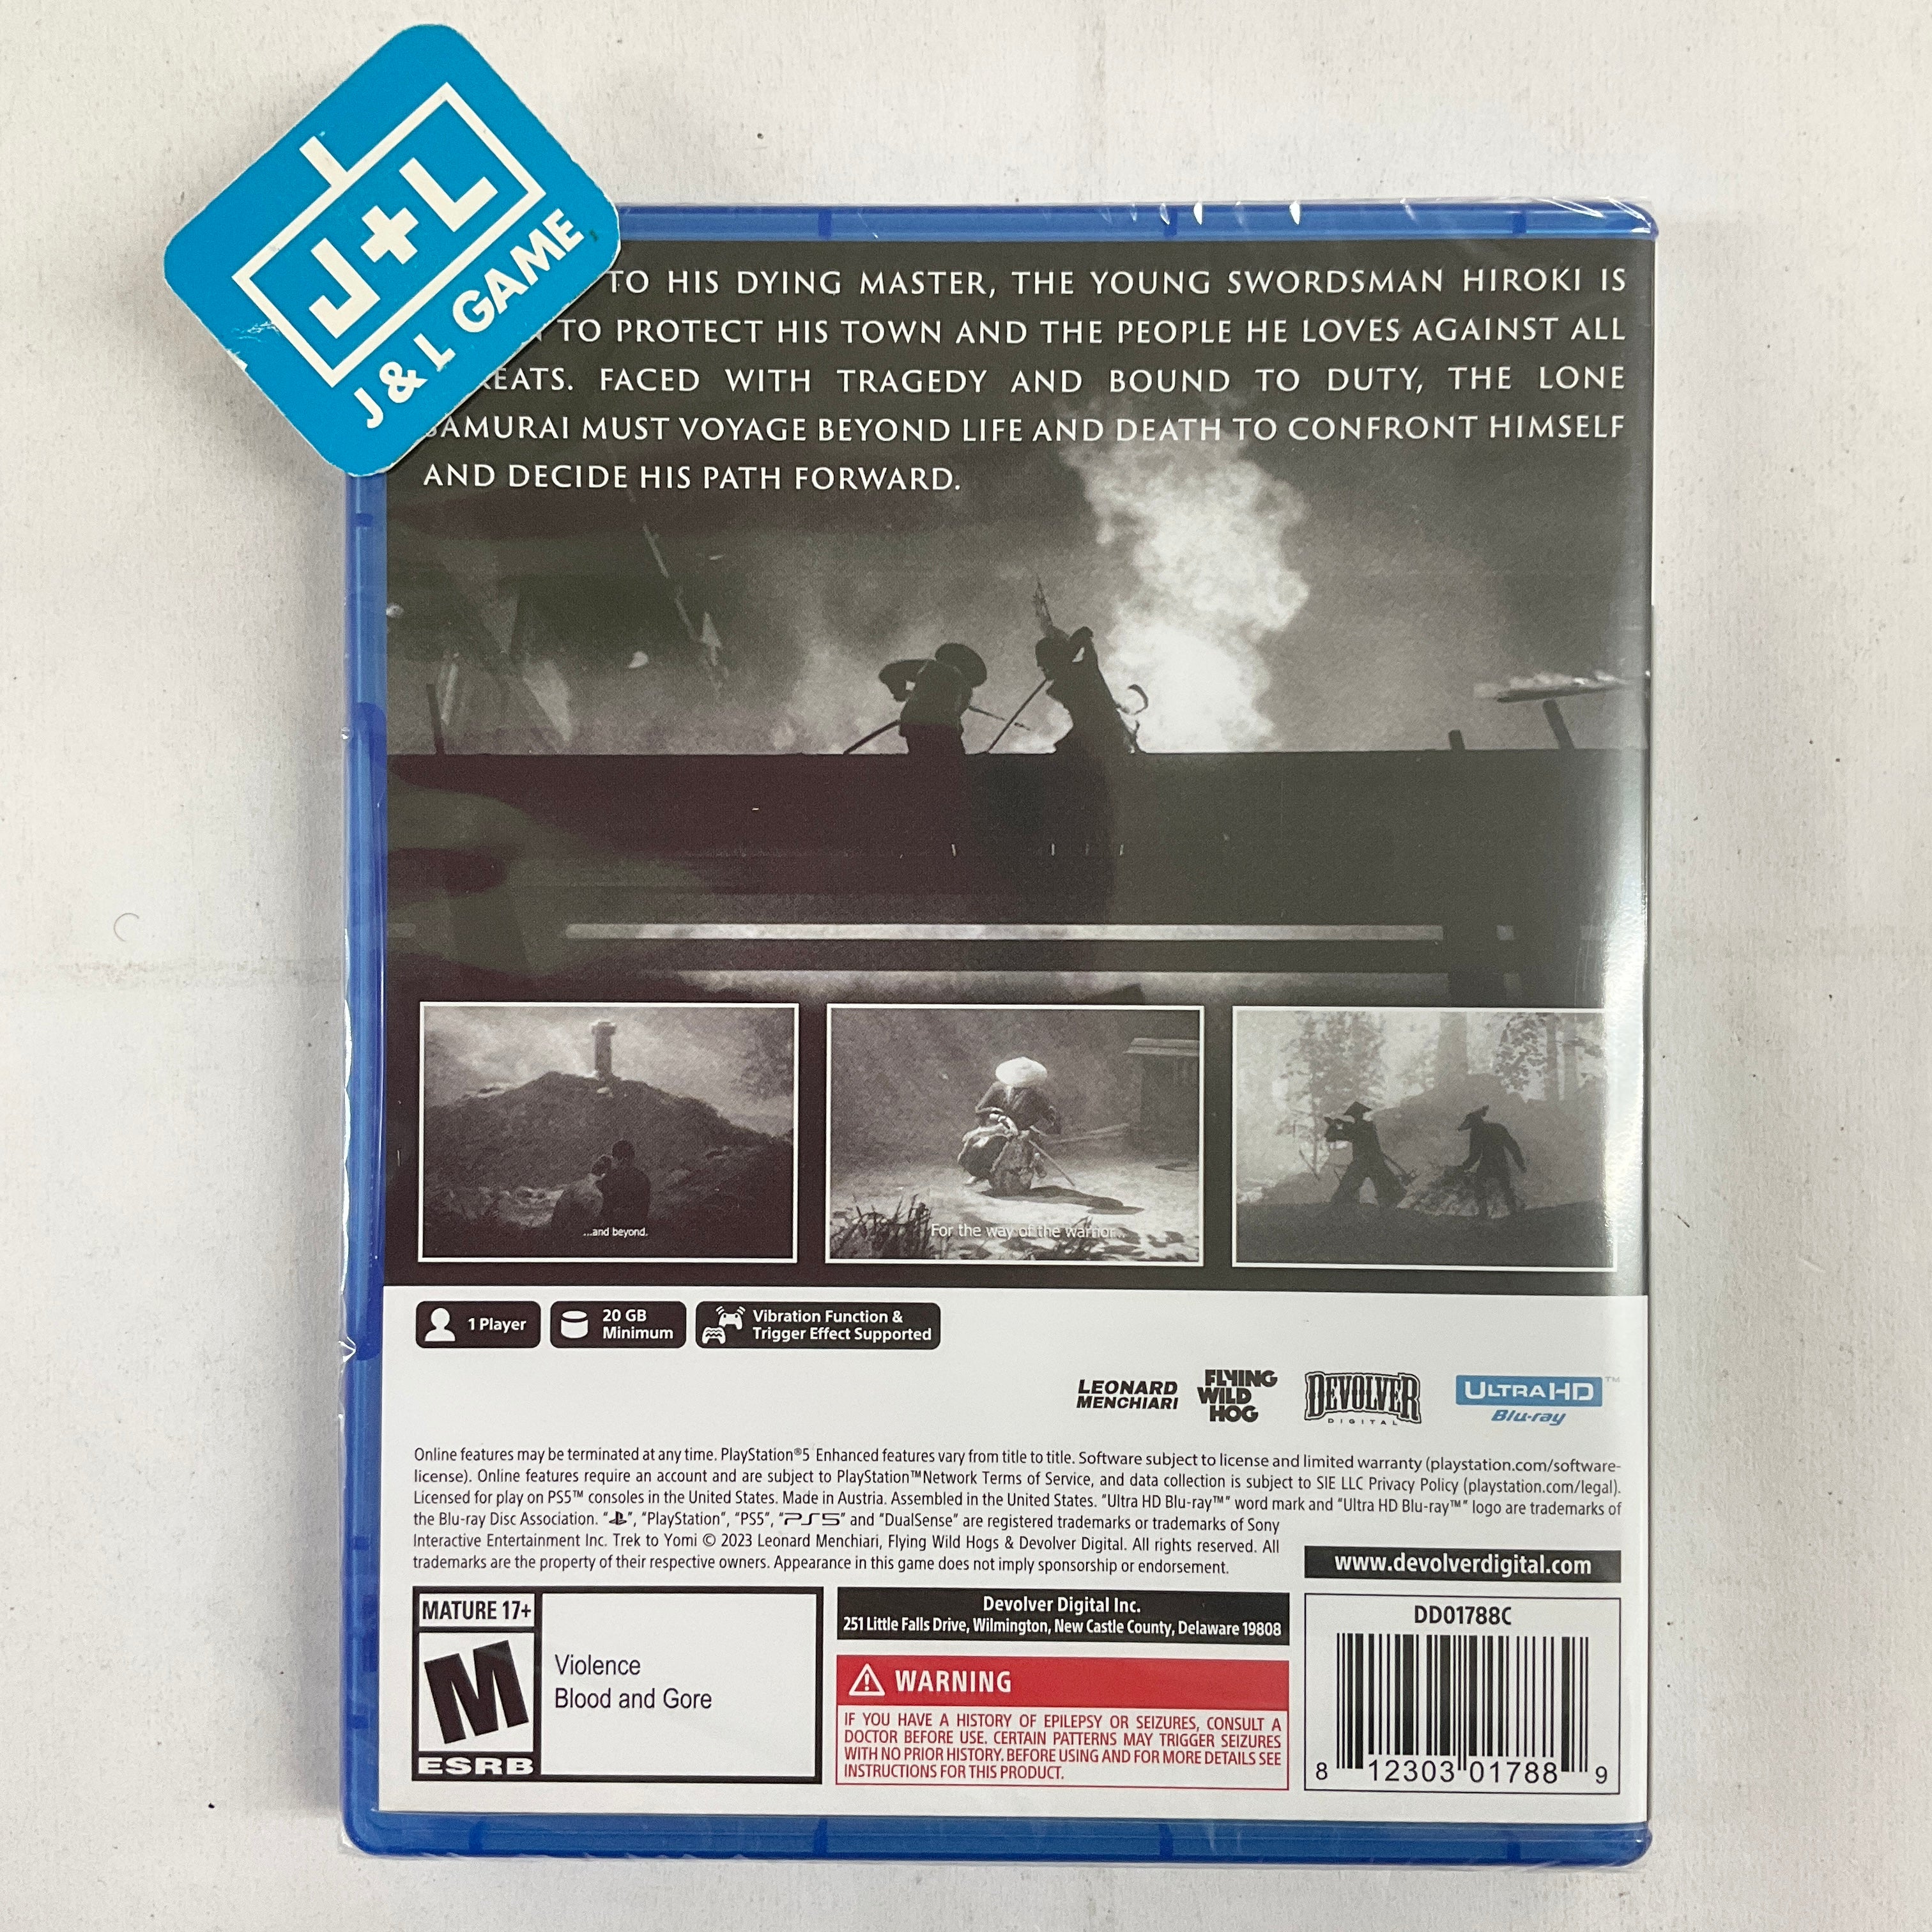 J+L
J & L GAME
TO HIS DYING MASTER, THE YOUNG SWORDSMAN HIROKI IS
TO PROTECT HIS TOWN AND THE PEOPLE HE LOVES AGAINST ALL
FACED WITH TRAGEDY AND BOUND TO DUTY, THE LONE
SAMURAI MUST VOYAGE BEYOND LIFE AND DEATH TO CONFRONT HIMSELF
AND DECIDE HIS PATH FORWARD.
...and beyond.
For the way of the warrior...
1 Player
20 GB
Minimum
Vibration Function &
Trigger Effect Supported
LEONARD
MENCHIARI
FLYING
WILD
HOG
DEVOLVER
DIGITAL
ULTRA HD™
Blu-ray
Online features may be terminated at any time. PlayStation®5 Enhanced features vary from title to title. Software subject to license and limited warranty (playstation.com/software-
license). Online features require an account and are subject to PlayStation™Network Terms of Service, and data collection is subject to SIE LLC Privacy Policy (playstation.com/legal).
Licensed for play on PS5™ consoles in the United States. Made in Austria. Assembled in the United States. "Ultra HD Blu-ray™" word mark and "Ultra HD Blu-ray™" logo are trademarks of
the Blu-ray Disc Association. "", "PlayStation", "PS5", "PS5" and "DualSense" are registered trademarks or trademarks of Sony
Interactive Entertainment Inc. Trek to Yomi © 2023 Leonard Menchiari, Flying Wild Hogs & Devolver Digital. All rights reserved. All
trademarks are the property of their respective owners. Appearance in this game does not imply sponsorship or endorsement.
www.devolverdigital.com
MATURE 17+
M
ESRB
Violence
Blood and Gore
Devolver Digital Inc.
251 Little Falls Drive, Wilmington, New Castle County, Delaware 19808
WARNING
IF YOU HAVE A HISTORY OF EPILEPSY OR SEIZURES, CONSULT A
DOCTOR BEFORE USE. CERTAIN PATTERNS MAY TRIGGER SEIZURES
WITH NO PRIOR HISTORY. BEFORE USING AND FOR MORE DETAILS SEE
INSTRUCTIONS FOR THIS PRODUCT.
DD01788C
8 12303 01788 9